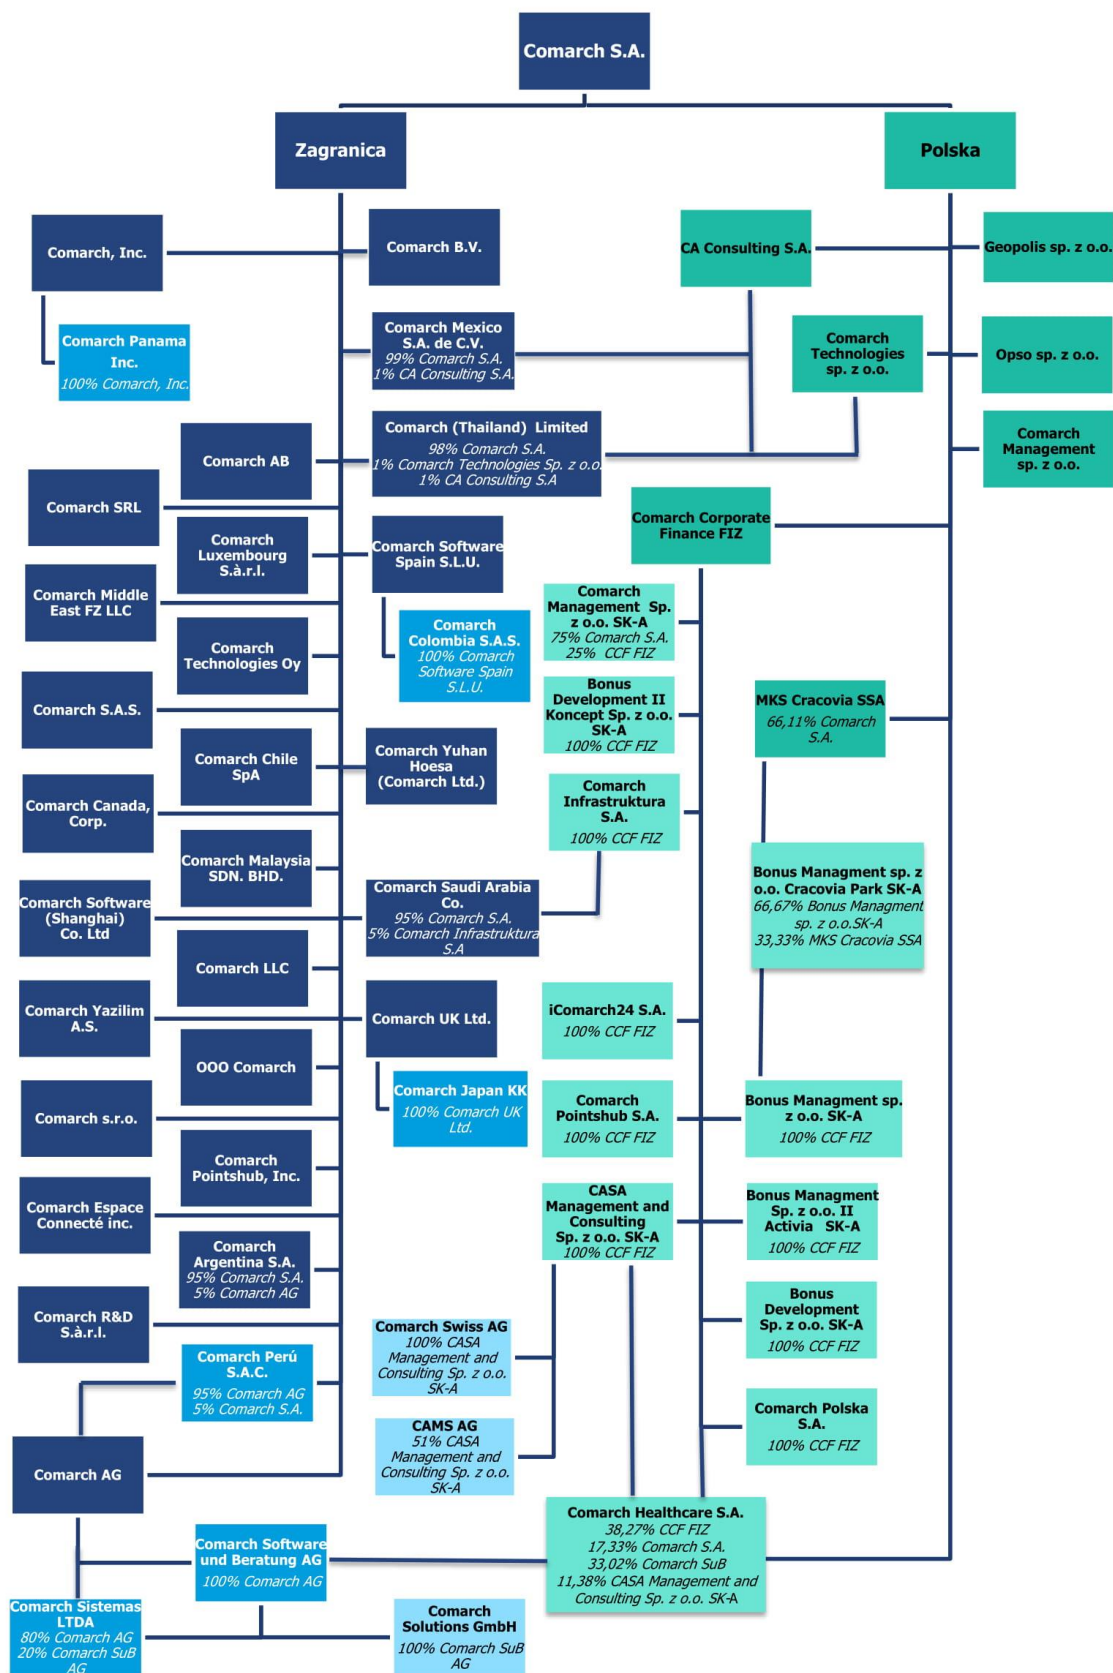 Comarch S.A.
Zagranica
Polska
Comarch, Inc.
Comarch B.V.
CA Consulting S.A.
Geopolis sp. z o.o.
Comarch Panama
Inc.
100% Comarch, Inc.
Comarch Mexico
S.A. de C.V.
99% Comarch S.A.
1% CA Consulting S.A.
Comarch
Technologies
sp. z o.o.
Opso sp. z o.o.
Comarch AB
Comarch (Thailand) Limited
98% Comarch S.A.
1% Comarch Technologies Sp. z o.o.
1% CA Consulting S.A
Comarch
Management
sp. z o.o.
Comarch SRL
Comarch
Luxembourg
S.à.r.l.
Comarch Software
Spain S.L.U.
Comarch Corporate
Finance FIZ
Comarch Middle
East FZ LLC
Comarch
Technologies Oy
Comarch
Colombia S.A.S.
100% Comarch
Software Spain
S.L.U.
Comarch
Management Sp.
z o.o. SK-A
75% Comarch S.A.
25% CCF FIZ
Comarch S.A.S.
Bonus
Development II
Koncept Sp. z o.o.
SK-A
100% CCF FIZ
MKS Cracovia SSA
66,11% Comarch
S.A.
Comarch Chile
SpA
Comarch Yuhan
Hoesa
(Comarch Ltd.)
Comarch Canada,
Corp.
Comarch
Infrastruktura
S.A.
100% CCF FIZ
Comarch Malaysia
SDN. BHD.
Comarch Software
(Shanghai)
Co. Ltd
Comarch Saudi Arabia
Co.
95% Comarch S.A.
5% Comarch Infrastruktura
S.A
Bonus Managment sp. z
o.o. Cracovia Park SK-A
66,67% Bonus Managment
sp. z o.o.SK-A
33,33% MKS Cracovia SSA
Comarch LLC
Comarch Yazilim
A.S.
Comarch UK Ltd.
iComarch24 S.A.
100% CCF FIZ
OOO Comarch
Comarch Japan KK
100% Comarch UK
Ltd.
Comarch s.r.o.
Comarch
Pointshub S.A.
100% CCF FIZ
Bonus Managment sp.
z o.o. SK-A
100% CCF FIZ
Comarch
Pointshub, Inc.
Comarch Espace
Connecté inc.
CASA
Management and
Consulting
Sp. z o.o. SK-A
100% CCF FIZ
Bonus Managment
Sp. z o.o. II
Activia SK-A
100% CCF FIZ
Comarch
Argentina S.A.
95% Comarch S.A.
5% Comarch AG
Comarch R&D
S.à.r.l.
Bonus
Development
Sp. z o.o. SK-A
100% CCF FIZ
Comarch Swiss AG
100% CASA
Management and
Consulting Sp. z o.o.
SK-A
Comarch Perú
S.A.C.
95% Comarch AG
5% Comarch S.A.
CAMS AG
51% CASA
Management and
Consulting Sp. z o.o.
SK-A
Comarch Polska
S.A.
100% CCF FIZ
Comarch AG
Comarch Healthcare S.A.
38,27% CCF FIZ
17,33% Comarch S.A.
33,02% Comarch SuB
11,38% CASA Management and
Consulting Sp. z o.o. SK-A
Comarch Software
und Beratung AG
100% Comarch AG
Comarch Sistemas
LTDA
80% Comarch AG
20% Comarch SuB
AG
Comarch
Solutions GmbH
100% Comarch SuB
AG